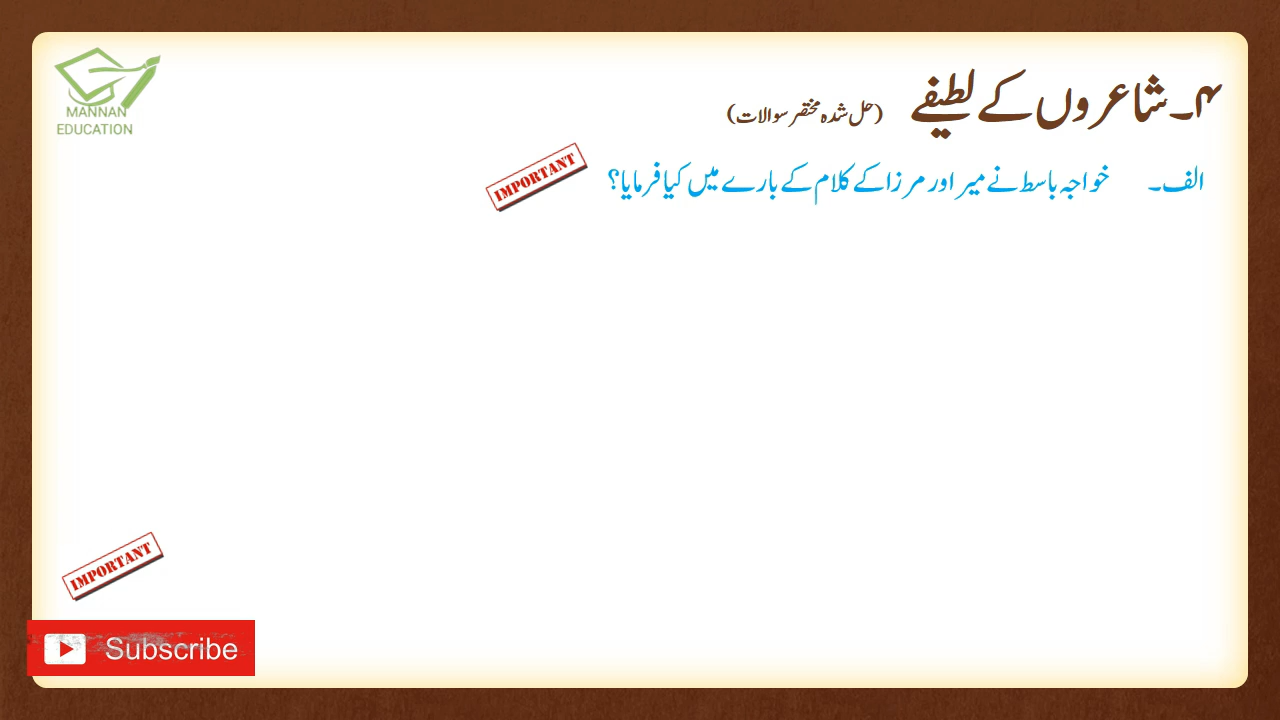 MANNAN
EDUCATION
۴۔ شاعروں کے لطیفے (حل شدہ مختصر سوالات)
الف۔ خواجہ باسط نے میر اور مرزا کے کلام کے بارے میں کیا فرمایا؟
IMPORTANT
IMPORTANT
Subscribe